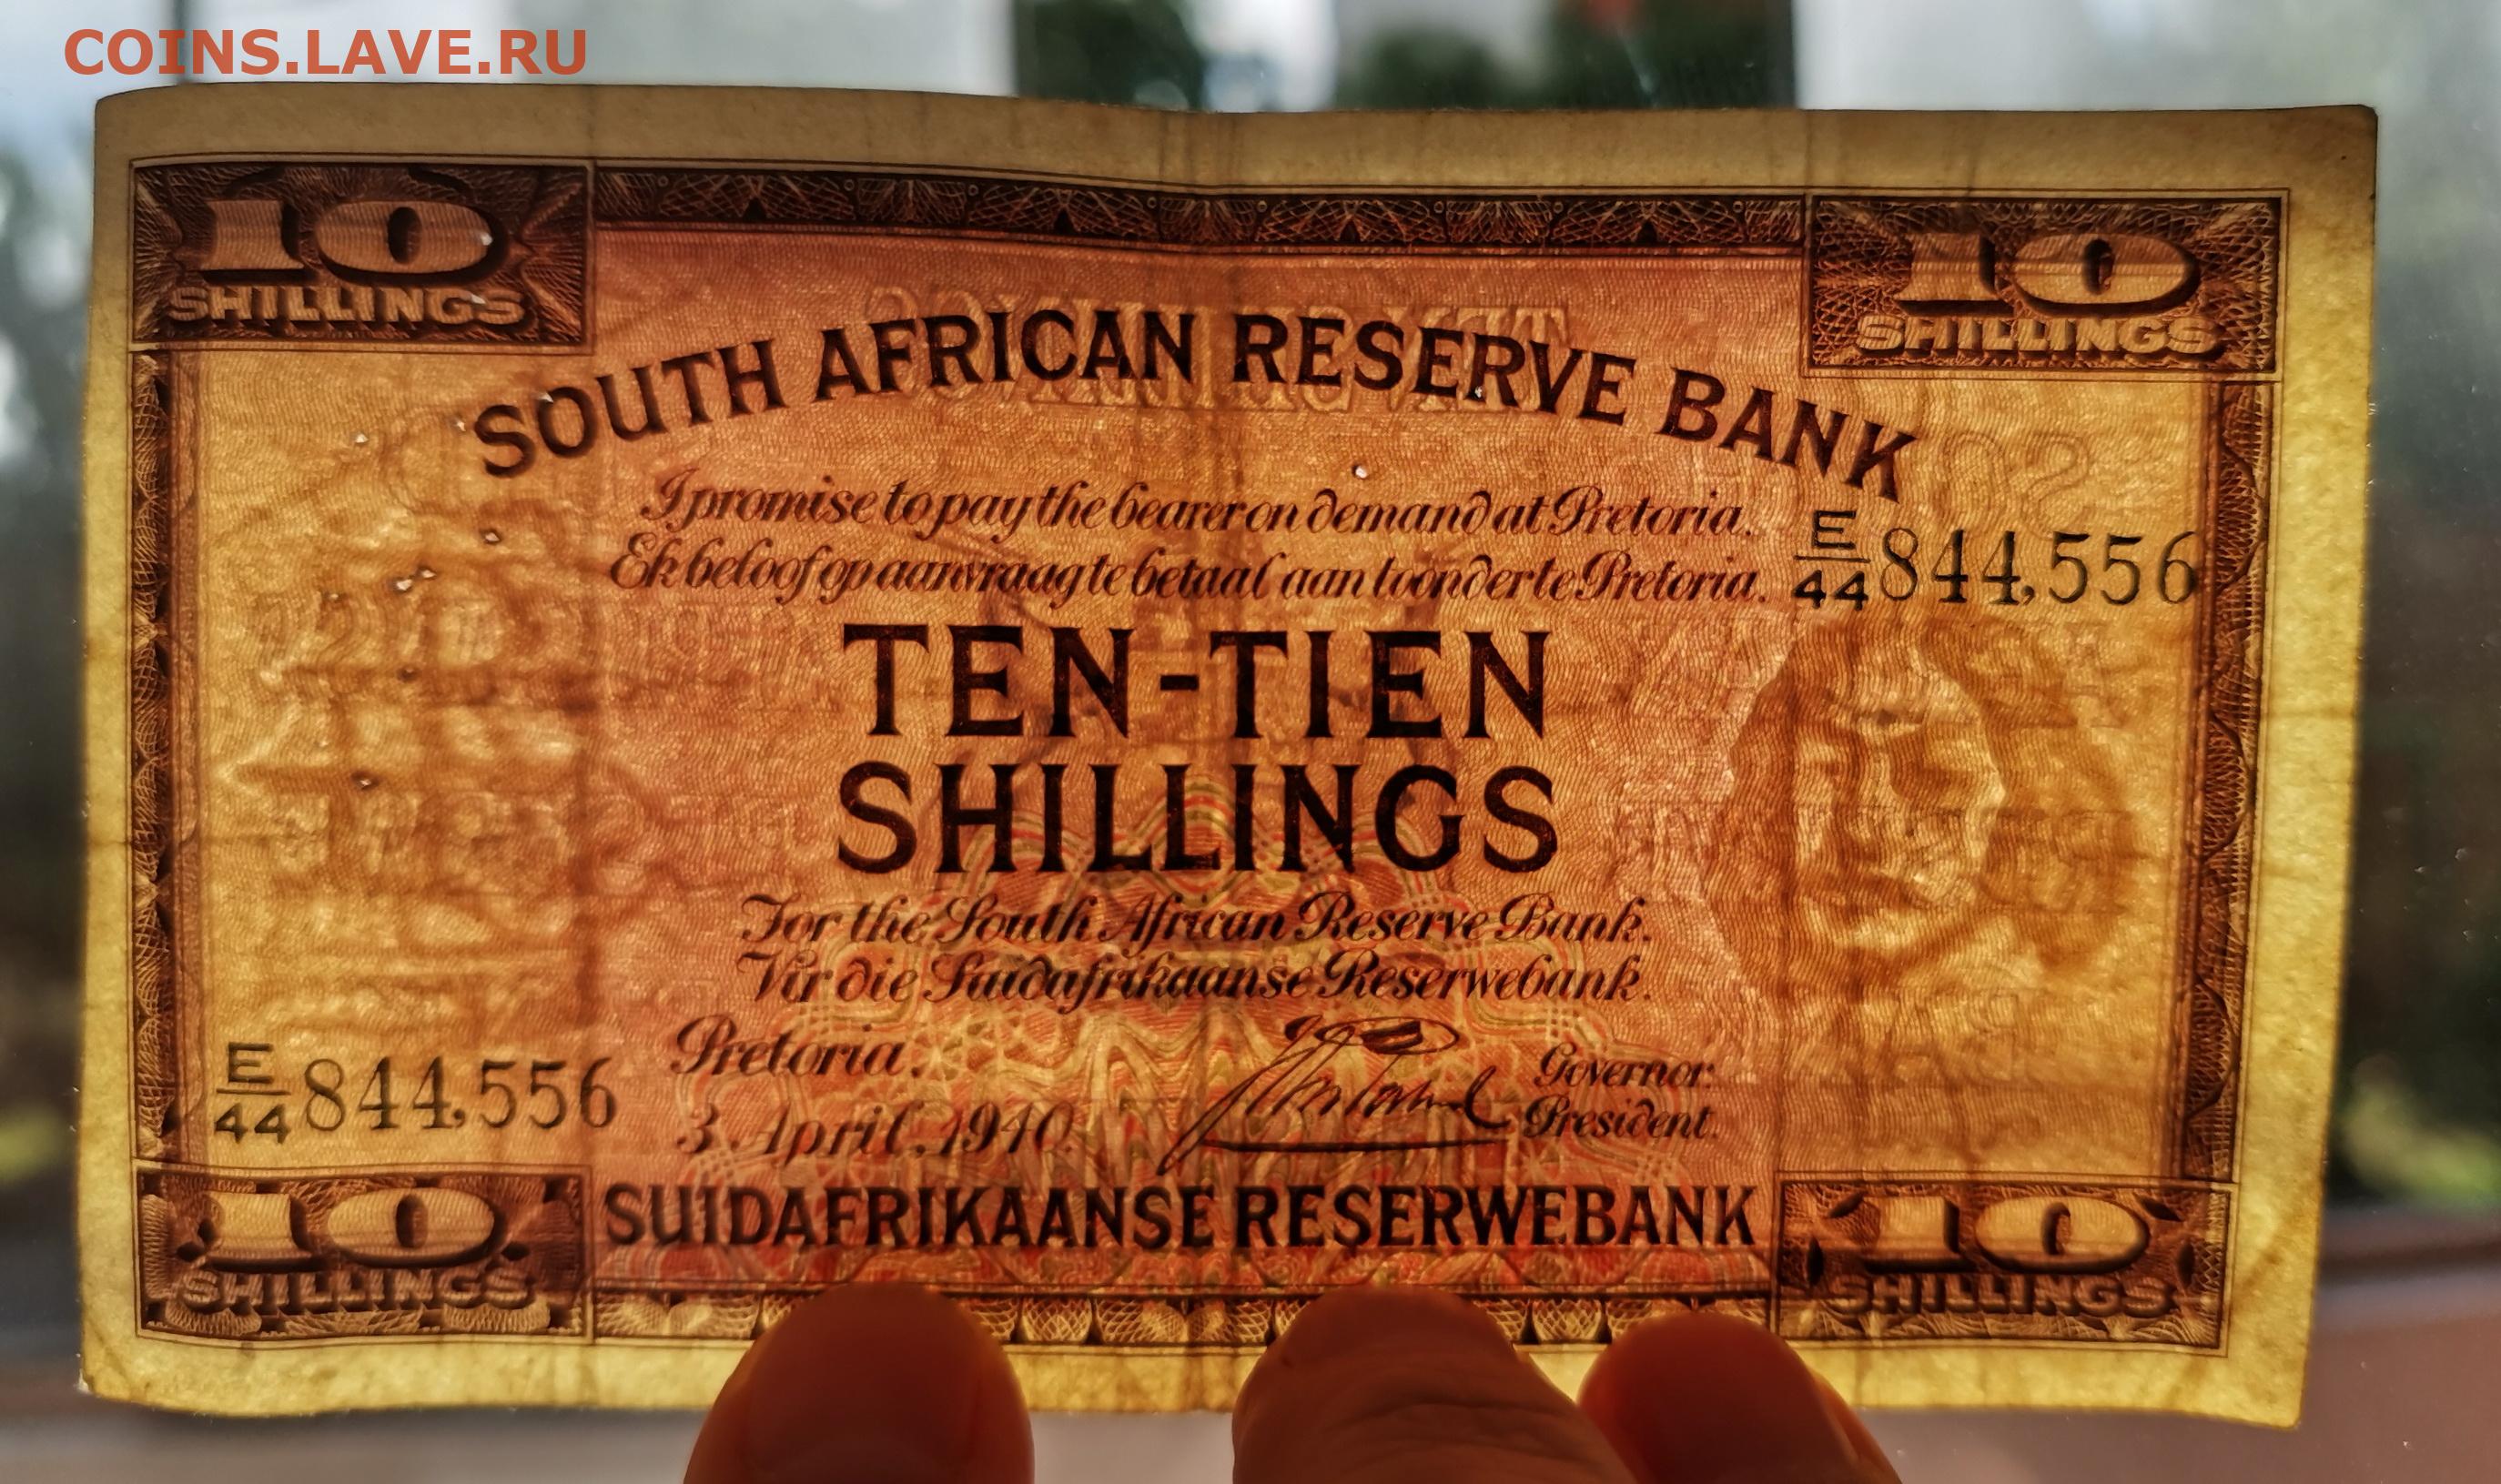 COINS.LAVE.RU
10
SHILLINGS
10
SHILLINGS
SOUTH AFRICAN RESERVE BANK
I promise to pay the bearer on demand at Pretoria.
Ek beloof op aanvraag te betaal aan toonder te Pretoria.
E/44 844,556
TEN-TIEN
SHILLINGS
For the South African Reserve Bank.
Vir die Suidafrikaanse Reserwebank.
Pretoria,
3. April, 1940.
Governor.
President.
E/44 844,556
10
SHILLINGS
SUIDAFRIKAANSE RESERWEBANK
10
SHILLINGS